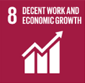 8 DECENT WORK AND
ECONOMIC GROWTH